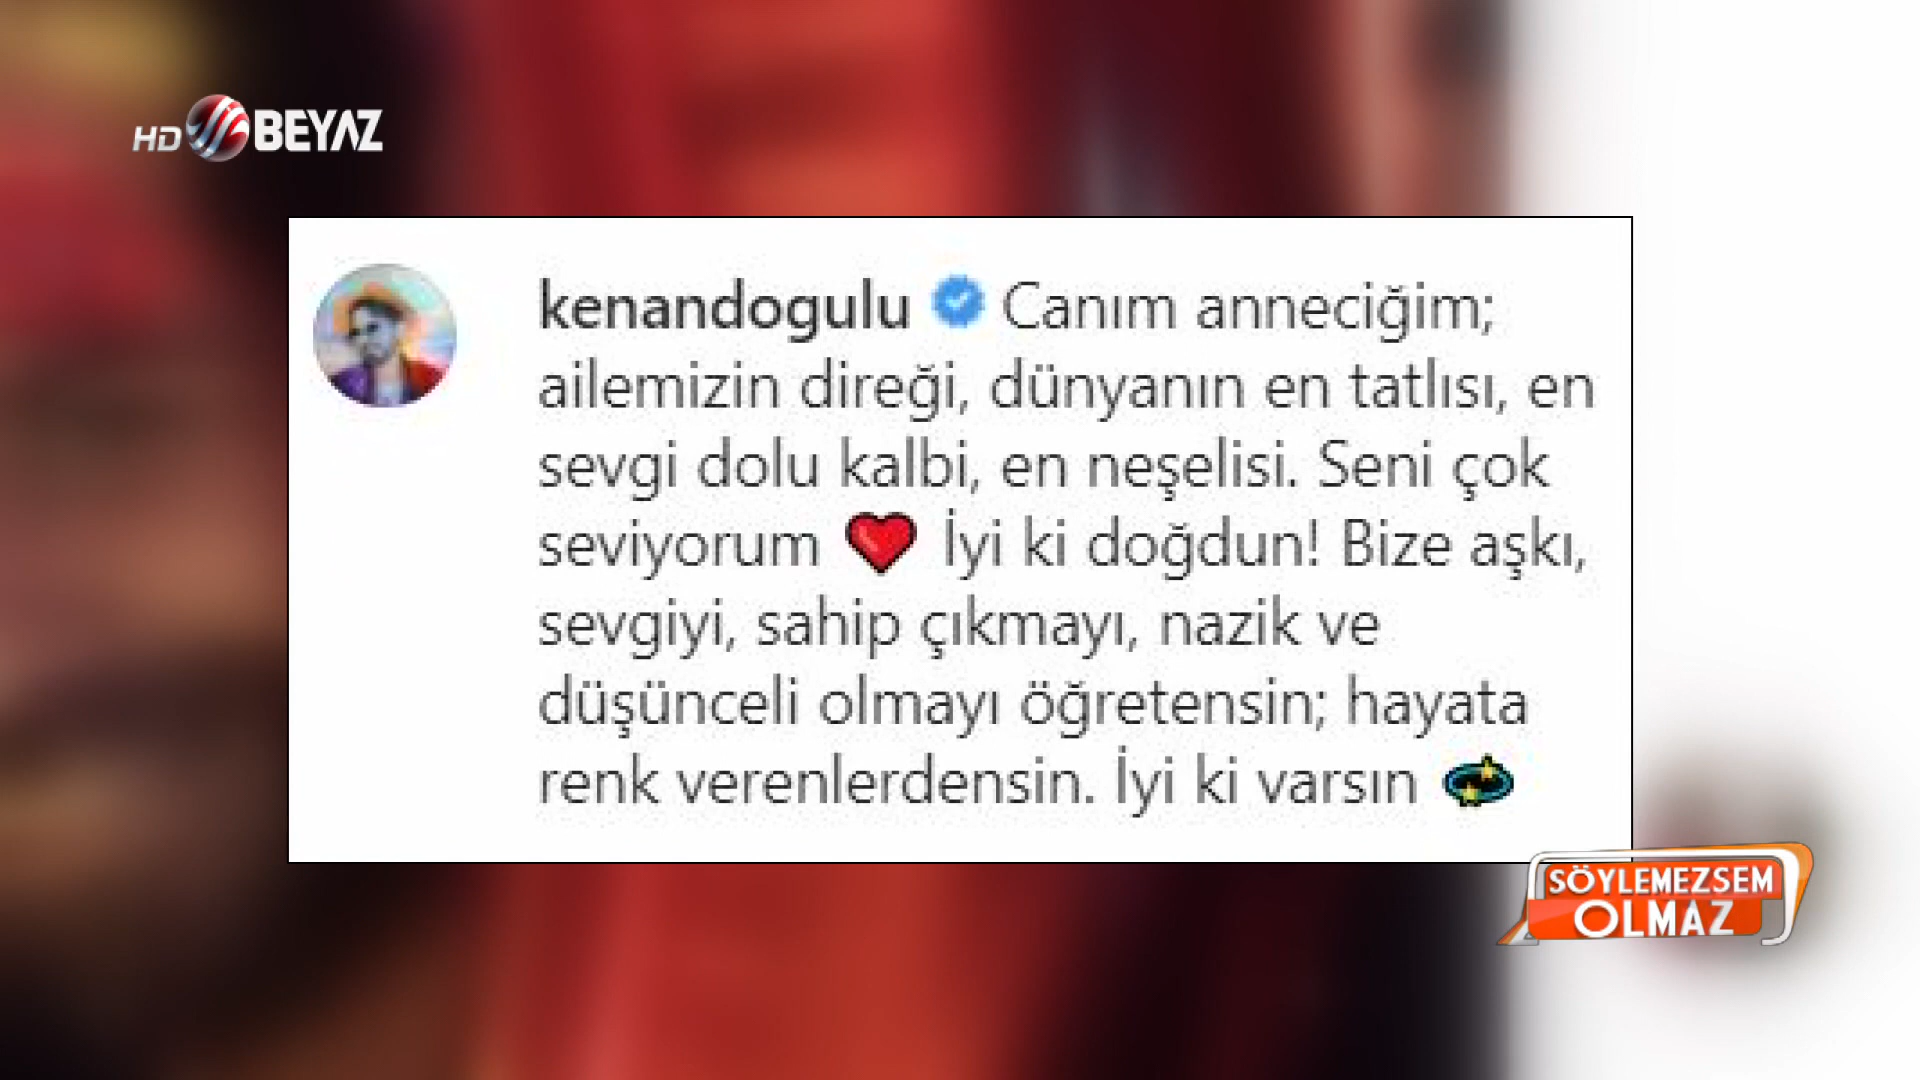 HD BEYAZ
kenandogulu Canım anneciğim;
ailemizin direği, dünyanın en tatlısı, en
sevgi dolu kalbi, en neşelisi. Seni çok
seviyorum ❤️ İyi ki doğdun! Bize aşkı,
sevgiyi, sahip çıkmayı, nazik ve
düşünceli olmayı öğretensin; hayata
renk verenlerdensin. İyi ki varsın 💫
SÖYLEMEZSEM
OLMAZ